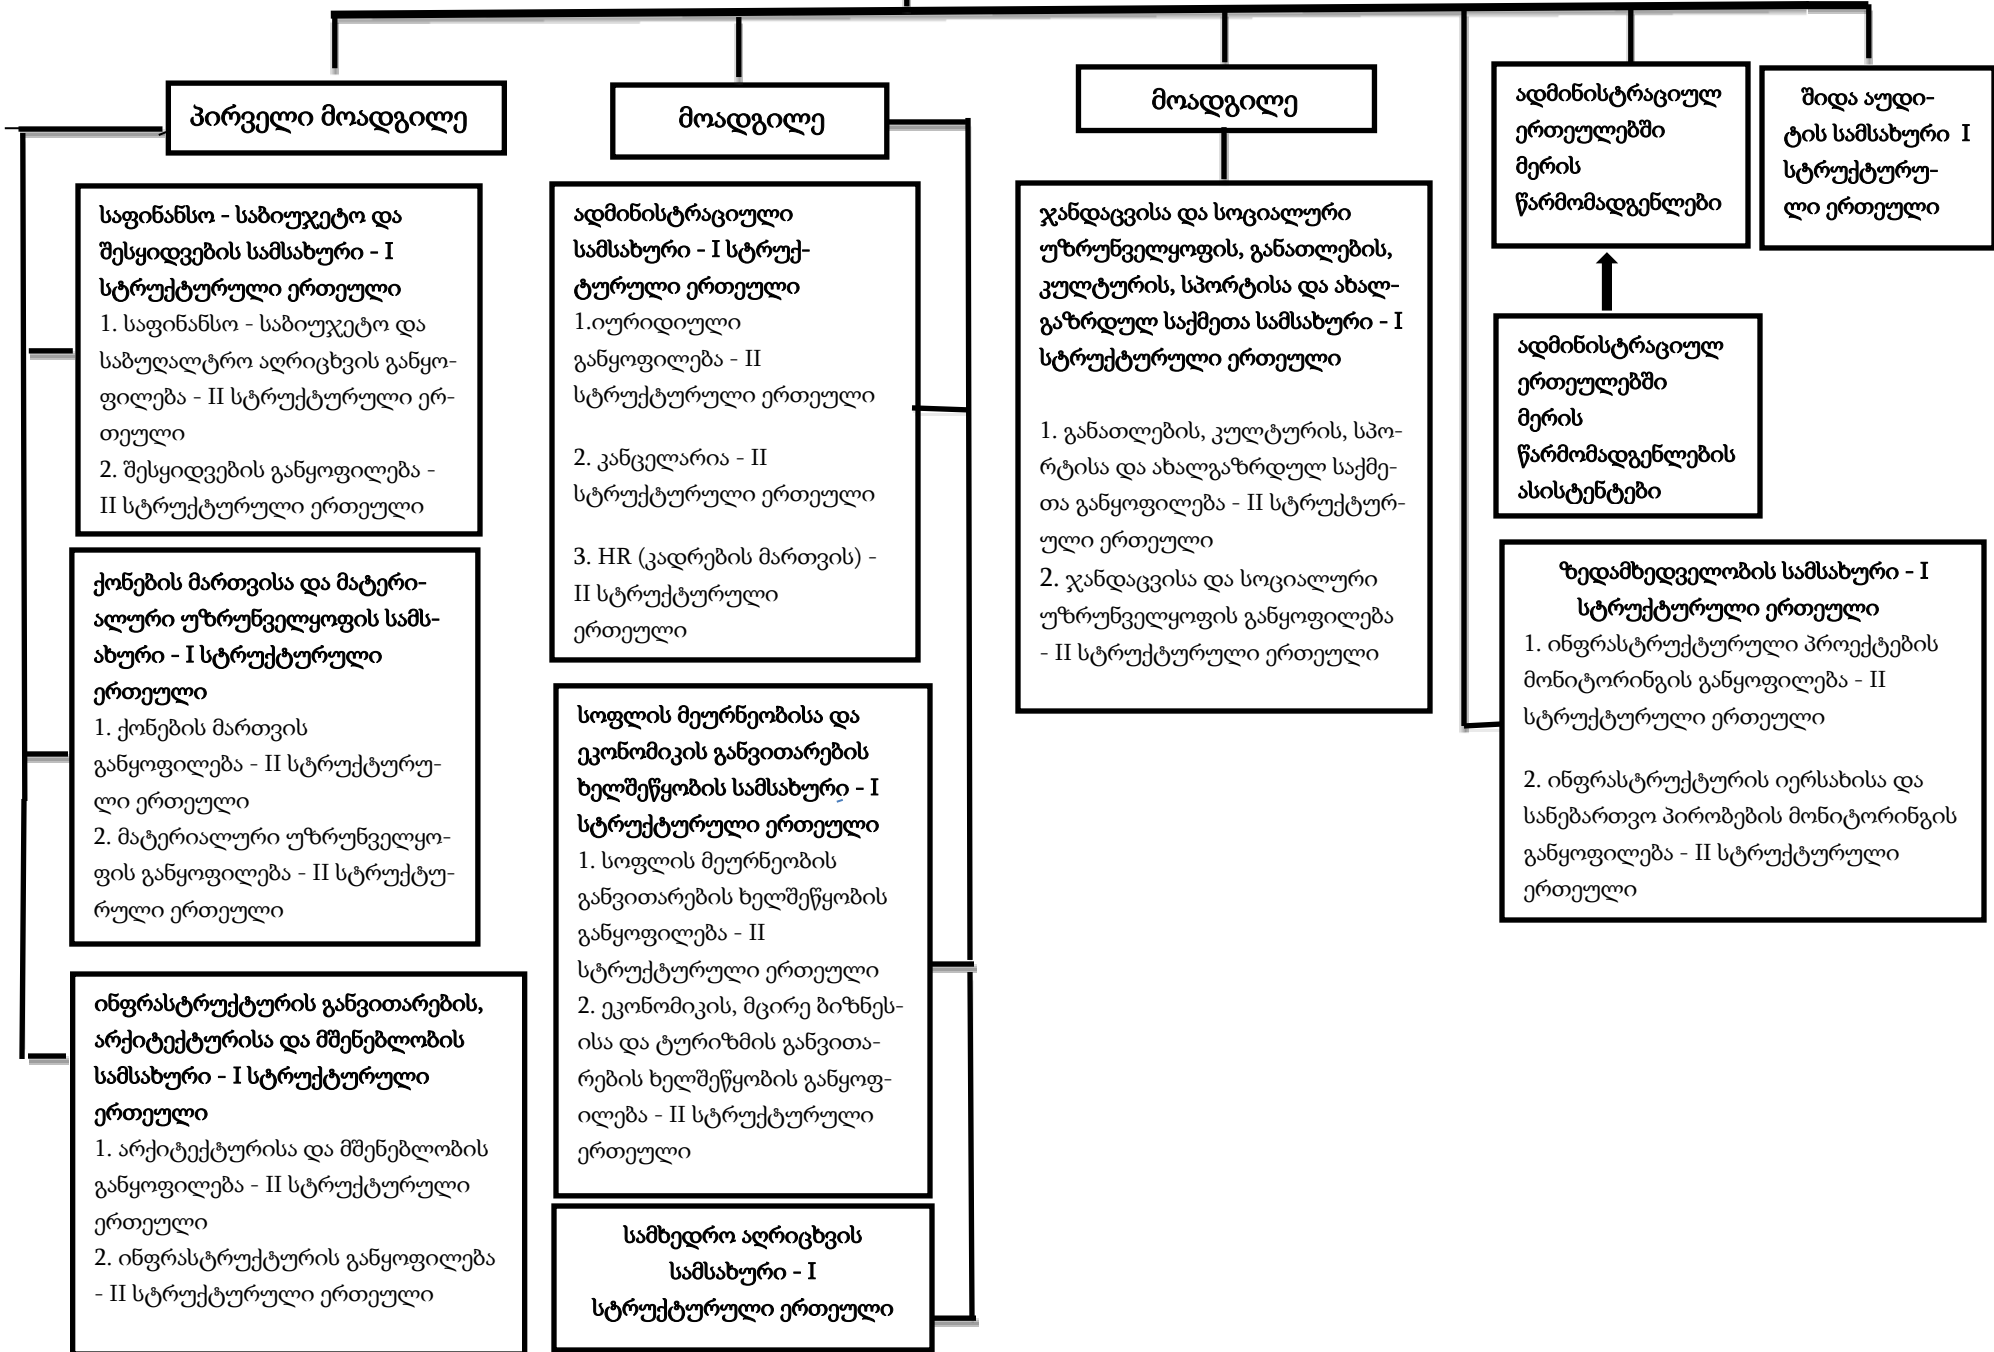 პირველი მოადგილე
საფინანსო - საბიუჯეტო და
შესყიდვების სამსახური - I
სტრუქტურული ერთეული
1. საფინანსო - საბიუჯეტო და
საბუღალტრო აღრიცხვის განყო-
ფილება - II სტრუქტურული ერ-
თეული
2. შესყიდვების განყოფილება -
II სტრუქტურული ერთეული
ქონების მართვისა და მატერი-
ალური უზრუნველყოფის სამს-
ახური - I სტრუქტურული
ერთეული
1. ქონების მართვის
განყოფილება - II სტრუქტურუ-
ლი ერთეული
2. მატერიალური უზრუნველყო-
ფის განყოფილება - II სტრუქტუ-
რული ერთეული
ინფრასტრუქტურის განვითარების,
არქიტექტურისა და მშენებლობის
სამსახური - I სტრუქტურული
ერთეული
1. არქიტექტურისა და მშენებლობის
განყოფილება - II სტრუქტურული
ერთეული
2. ინფრასტრუქტურის განყოფილება
- II სტრუქტურული ერთეული
მოადგილე
ადმინისტრაციული
სამსახური - I სტრუქ-
ტურული ერთეული
1.იურიდიული
განყოფილება - II
სტრუქტურული ერთეული
2. კანცელარია - II
სტრუქტურული ერთეული
3. HR (კადრების მართვის) -
II სტრუქტურული
ერთეული
სოფლის მეურნეობისა და
ეკონომიკის განვითარების
ხელშეწყობის სამსახური - I
სტრუქტურული ერთეული
1. სოფლის მეურნეობის
განვითარების ხელშეწყობის
განყოფილება - II
სტრუქტურული ერთეული
2. ეკონომიკის, მცირე ბიზნეს-
ისა და ტურიზმის განვითა-
რების ხელშეწყობის განყოფ-
ილება - II სტრუქტურული
ერთეული
სამხედრო აღრიცხვის
სამსახური - I
სტრუქტურული ერთეული
მოადგილე
ჯანდაცვისა და სოციალური
უზრუნველყოფის, განათლების,
კულტურის, სპორტისა და ახალ-
გაზრდულ საქმეთა სამსახური - I
სტრუქტურული ერთეული
1. განათლების, კულტურის, სპო-
რტისა და ახალგაზრდულ საქმე-
თა განყოფილება - II სტრუქტურ-
ული ერთეული
2. ჯანდაცვისა და სოციალური
უზრუნველყოფის განყოფილება
- II სტრუქტურული ერთეული
ადმინისტრაციულ
ერთეულებში
მერის
წარმომადგენლები
ადმინისტრაციულ
ერთეულებში
მერის
წარმომადგენლების
ასისტენტები
შიდა აუდი-
ტის სამსახური I
სტრუქტურუ-
ლი ერთეული
ზედამხედველობის სამსახური - I
სტრუქტურული ერთეული
1. ინფრასტრუქტურული პროექტების
მონიტორინგის განყოფილება - II
სტრუქტურული ერთეული
2. ინფრასტრუქტურის იერსახისა და
სანებართვო პირობების მონიტორინგის
განყოფილება - II სტრუქტურული
ერთეული